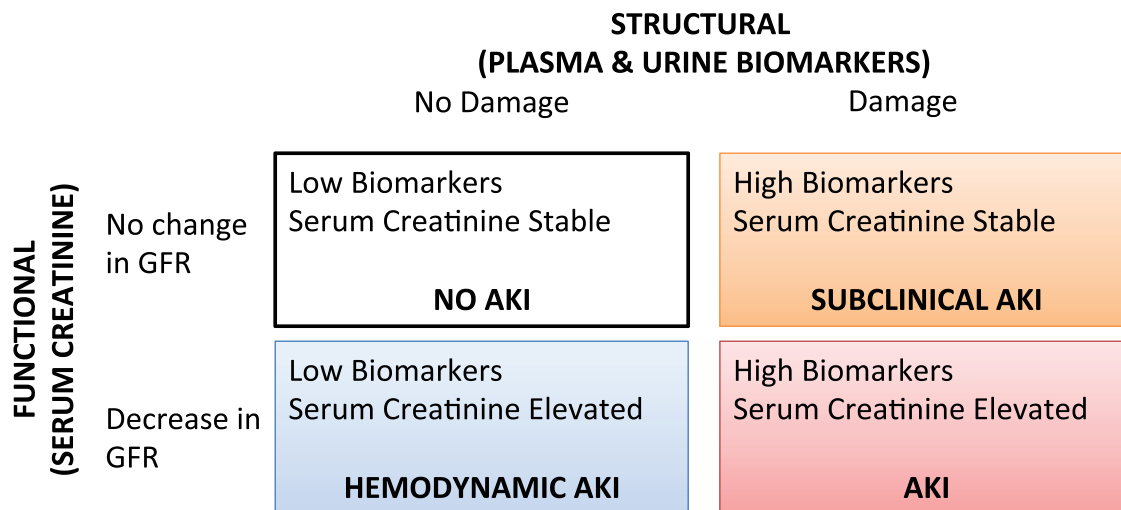 STRUCTURAL
(PLASMA & URINE BIOMARKERS)
No Damage
Damage
FUNCTIONAL
(SERUM CREATININE)
No change
in GFR
Low Biomarkers
Serum Creatinine Stable
NO AKI
High Biomarkers
Serum Creatinine Stable
SUBCLINICAL AKI
Decrease in
GFR
Low Biomarkers
Serum Creatinine Elevated
HEMODYNAMIC AKI
High Biomarkers
Serum Creatinine Elevated
AKI